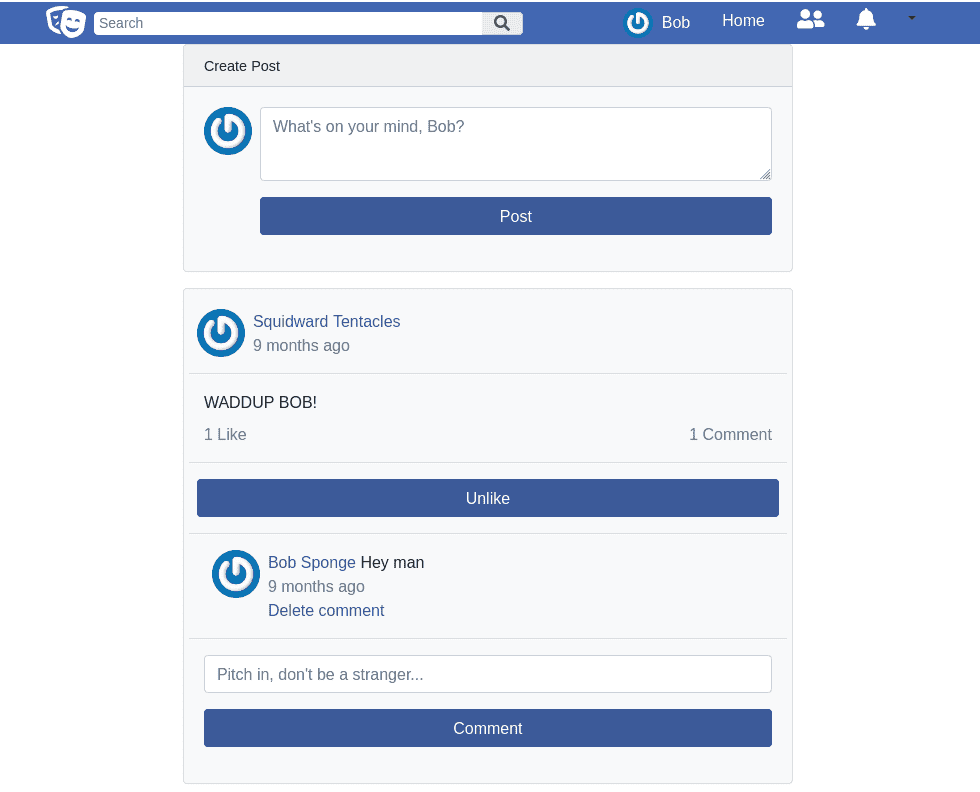 Search
Bob
Home
Create Post
What's on your mind, Bob?
Post
Squidward Tentacles
9 months ago
WADDUP BOB!
1 Like
1 Comment
Unlike
Bob Sponge Hey man
9 months ago
Delete comment
Pitch in, don't be a stranger...
Comment